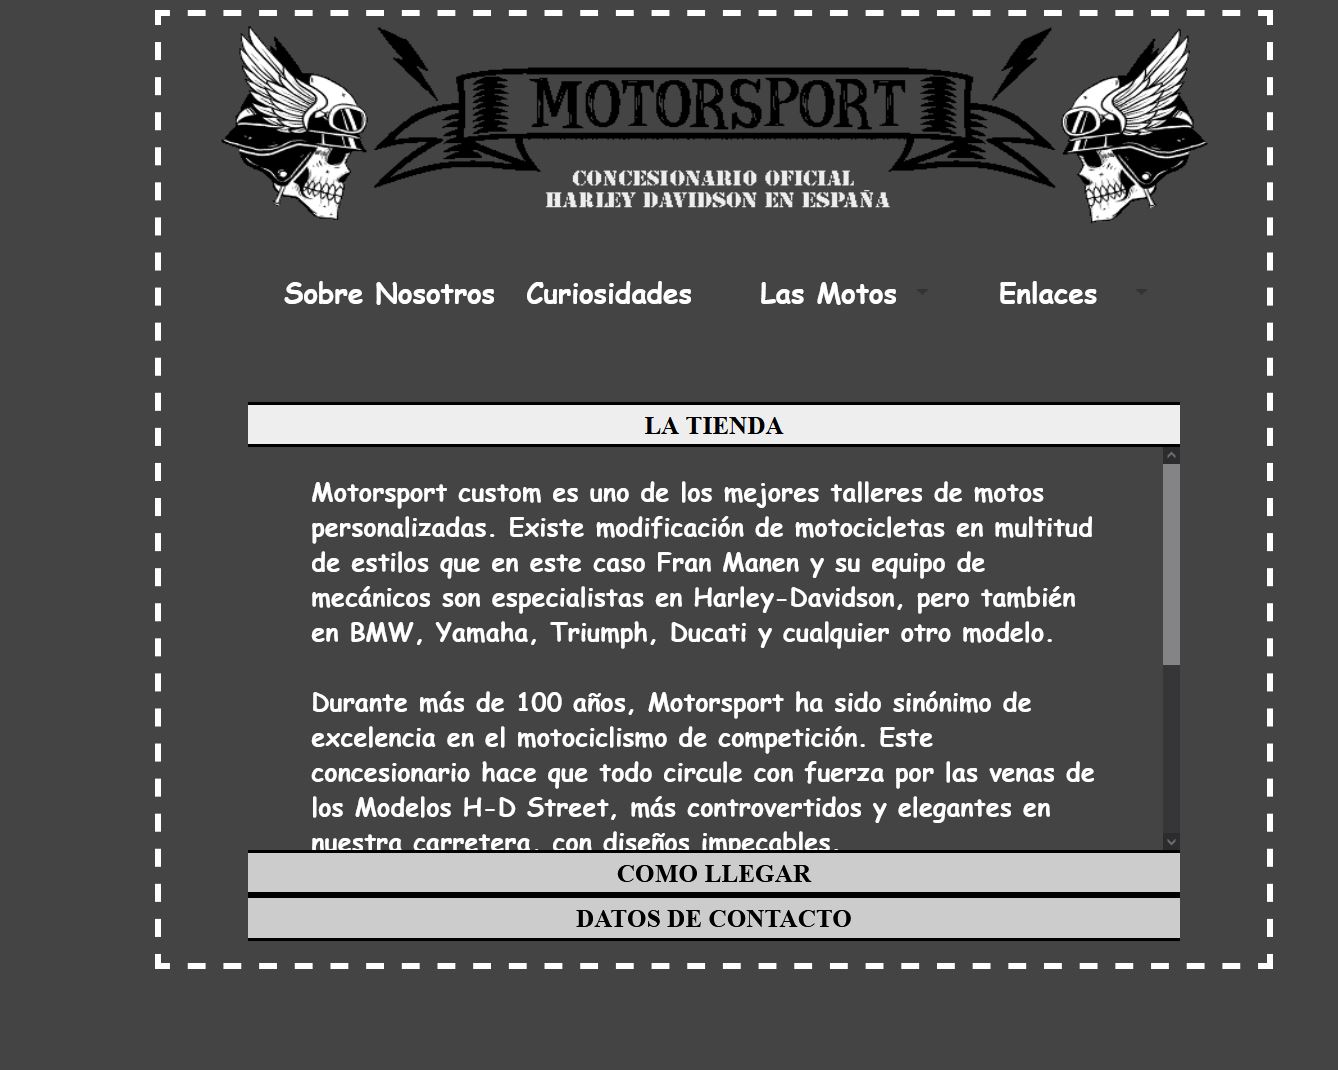 MOTORSPORT
CONCESIONARIO OFICIAL
HARLEY DAVIDSON EN ESPAÑA
Sobre Nosotros Curiosidades Las Motos Enlaces
LA TIENDA
Motorsport custom es uno de los mejores talleres de motos
personalizadas. Existe modificación de motocicletas en multitud
de estilos que en este caso Fran Manen y su equipo de
mecánicos son especialistas en Harley-Davidson, pero también
en BMW, Yamaha, Triumph, Ducati y cualquier otro modelo.
Durante más de 100 años, Motorsport ha sido sinónimo de
excelencia en el motociclismo de competición. Este
concesionario hace que todo circule con fuerza por las venas de
los Modelos H-D Street, más controvertidos y elegantes en
nuestra carretera, con diseños impecables.
COMO LLEGAR
DATOS DE CONTACTO